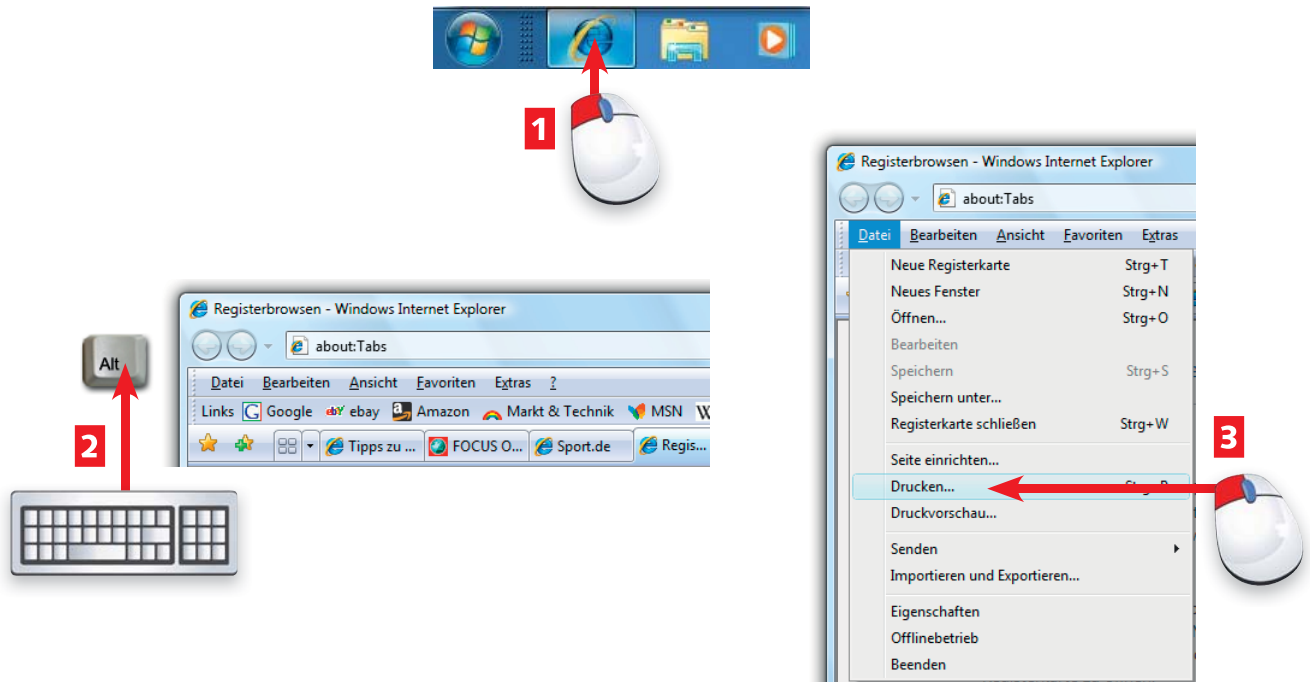 1
Registerbrowsen - Windows Internet Explorer
about:Tabs
Datei Bearbeiten Ansicht Favoriten Extras ?
Links Google ebay Amazon Markt & Technik MSN W
Tipps zu ... FOCUS O... Sport.de Regis...
Alt
2
Registerbrowsen - Windows Internet Explorer
about:Tabs
Datei Bearbeiten Ansicht Favoriten Extras
Neue Registerkarte Strg+T
Neues Fenster Strg+N
Öffnen... Strg+O
Bearbeiten
Speichern Strg+S
Speichern unter...
Registerkarte schließen Strg+W
Seite einrichten...
Drucken...
Druckvorschau...
Senden
Importieren und Exportieren...
Eigenschaften
Offlinebetrieb
Beenden
3